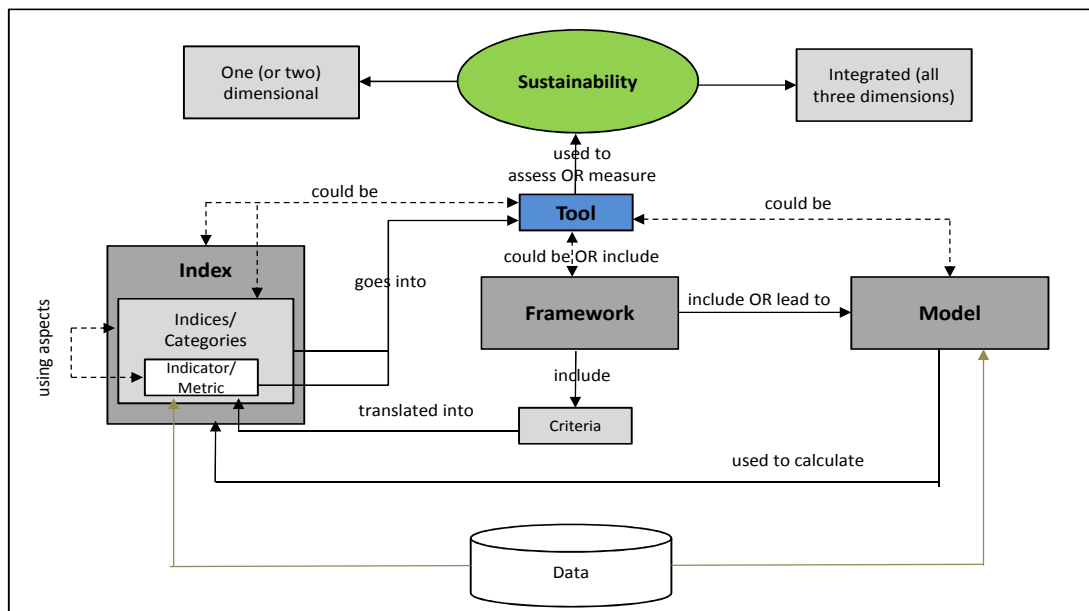 One (or two)
dimensional
Sustainability
Integrated (all
three dimensions)
used to
assess OR measure
could be
Tool
could be
Index
goes into
could be OR include
Indices/
Categories
Framework
include OR lead to
Model
using aspects
Indicator/
Metric
include
translated into
Criteria
used to calculate
Data